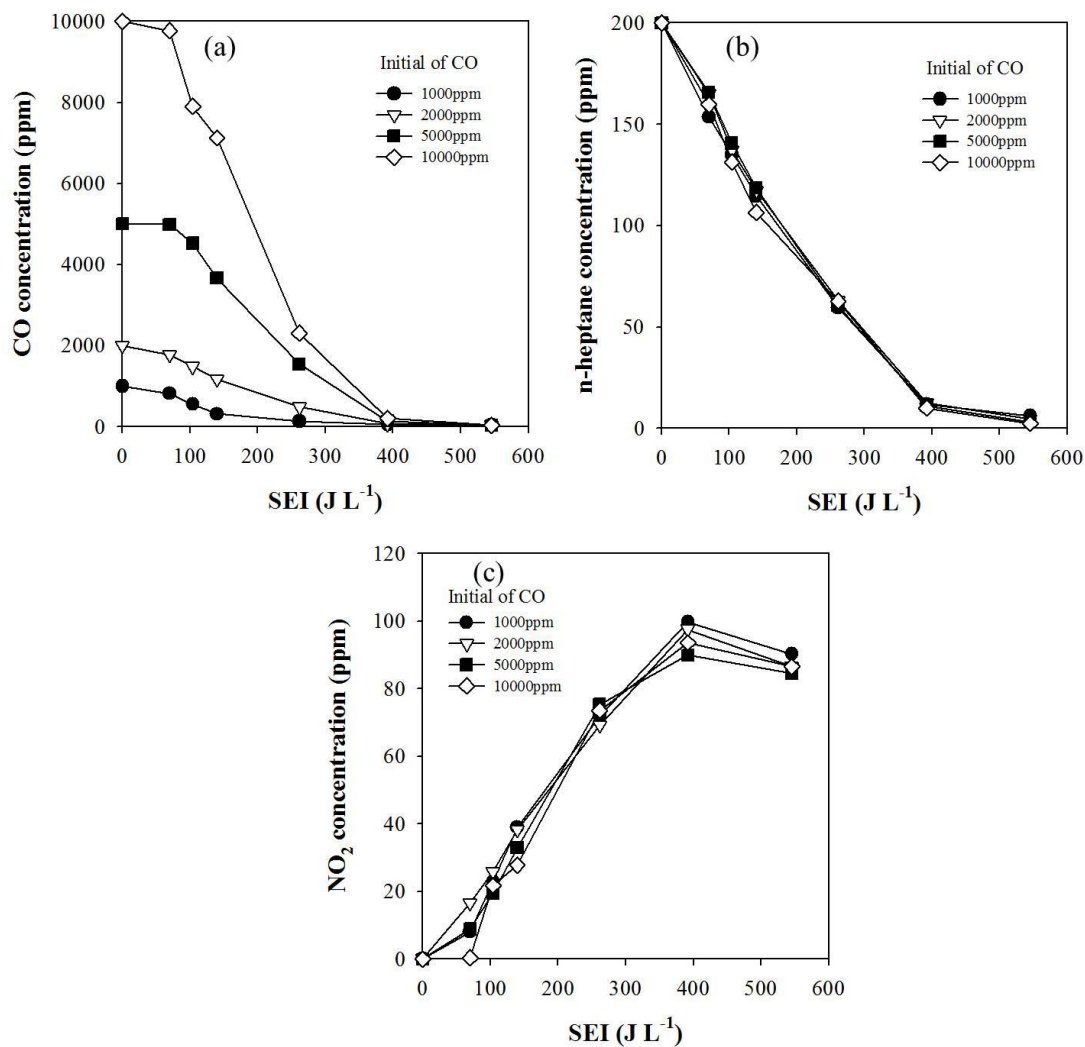 (a)
CO concentration (ppm)
10000
8000
6000
4000
2000
0
Initial of CO
1000ppm
2000ppm
5000ppm
10000ppm
0 100 200 300 400 500 600
SEI (J L⁻¹)
(b)
n-heptane concentration (ppm)
200
150
100
50
0
Initial of CO
1000ppm
2000ppm
5000ppm
10000ppm
0 100 200 300 400 500 600
SEI (J L⁻¹)
(c)
NO₂ concentration (ppm)
120
100
80
60
40
20
0
Initial of CO
1000ppm
2000ppm
5000ppm
10000ppm
0 100 200 300 400 500 600
SEI (J L⁻¹)